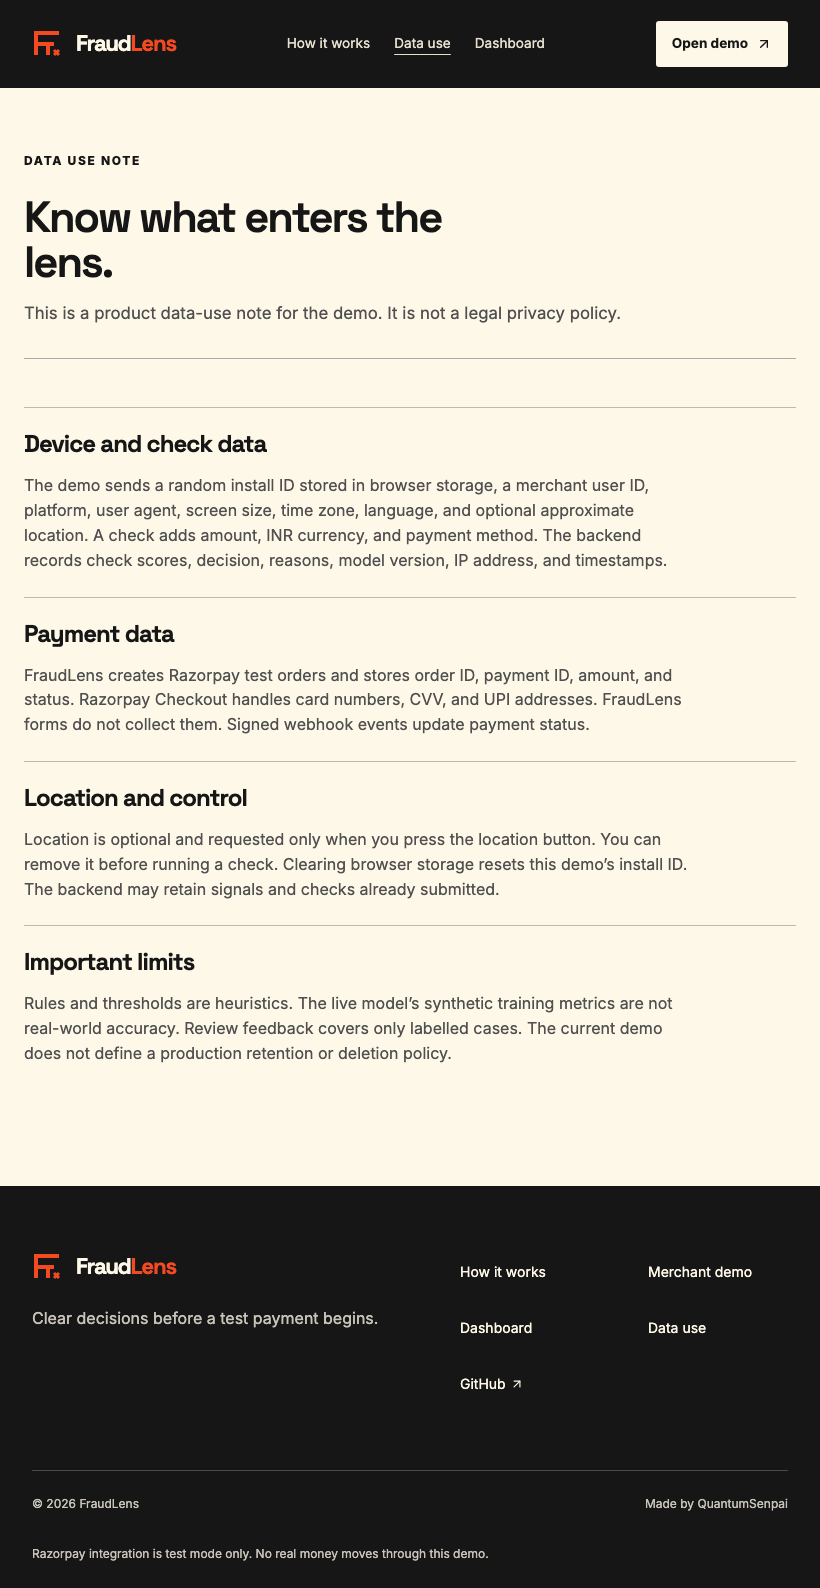 FraudLens
How it works
Data use
Dashboard
Open demo
DATA USE NOTE
Know what enters the
lens.
This is a product data-use note for the demo. It is not a legal privacy policy.
Device and check data
The demo sends a random install ID stored in browser storage, a merchant user ID,
platform, user agent, screen size, time zone, language, and optional approximate
location. A check adds amount, INR currency, and payment method. The backend
records check scores, decision, reasons, model version, IP address, and timestamps.
Payment data
FraudLens creates Razorpay test orders and stores order ID, payment ID, amount, and
status. Razorpay Checkout handles card numbers, CVV, and UPI addresses. FraudLens
forms do not collect them. Signed webhook events update payment status.
Location and control
Location is optional and requested only when you press the location button. You can
remove it before running a check. Clearing browser storage resets this demo’s install ID.
The backend may retain signals and checks already submitted.
Important limits
Rules and thresholds are heuristics. The live model’s synthetic training metrics are not
real-world accuracy. Review feedback covers only labelled cases. The current demo
does not define a production retention or deletion policy.
FraudLens
Clear decisions before a test payment begins.
How it works
Merchant demo
Dashboard
Data use
GitHub
© 2026 FraudLens
Made by QuantumSenpai
Razorpay integration is test mode only. No real money moves through this demo.